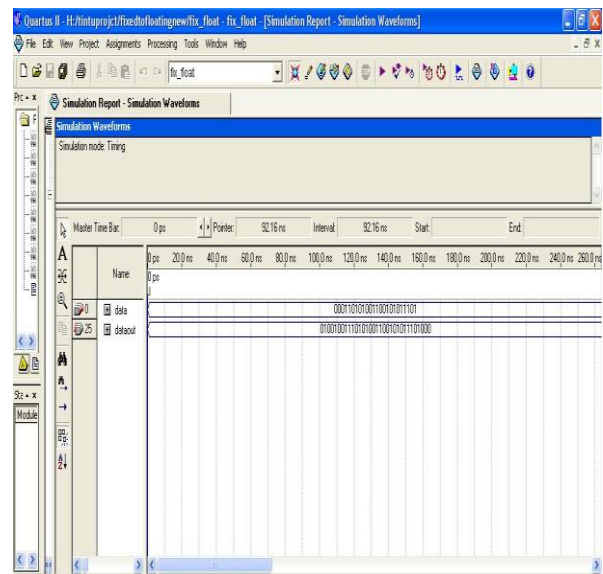 Quartus II - H:/tintuprojct/fixedtofloatingnew/fix_float - fix_float - [Simulation Report - Simulation Waveforms]
File Edit View Project Assignments Processing Tools Window Help
fix_float
Simulation Report - Simulation Waveforms
Simulation Waveforms
Simulation mode: Timing
Master Time Bar: 0 ps Pointer: 92.16 ns Interval: 92.16 ns Start: End:
Name
0 ps 20.0 ns 40.0 ns 60.0 ns 80.0 ns 100.0 ns 120.0 ns 140.0 ns 160.0 ns 180.0 ns 200.0 ns 220.0 ns 240.0 ns 260.0 ns
0 ps
0 data
25 dataout
Module